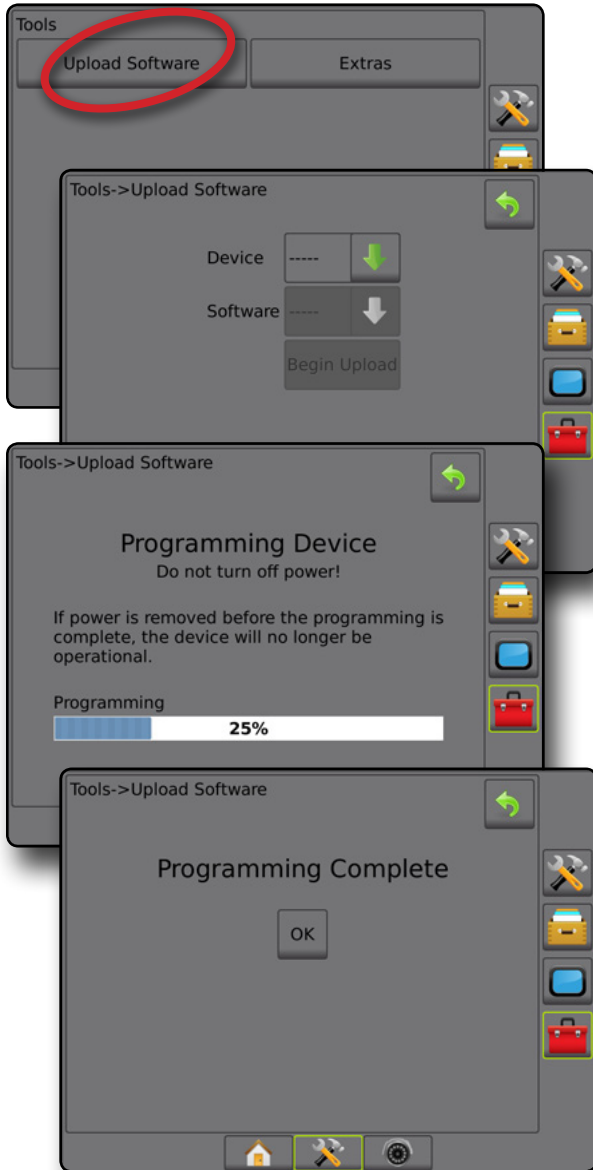 Tools
Upload Software Extras
Tools->Upload Software
Device -----
Software -----
Begin Upload
Tools->Upload Software
Programming Device
Do not turn off power!
If power is removed before the programming is
complete, the device will no longer be
operational.
Programming
25%
Tools->Upload Software
Programming Complete
OK